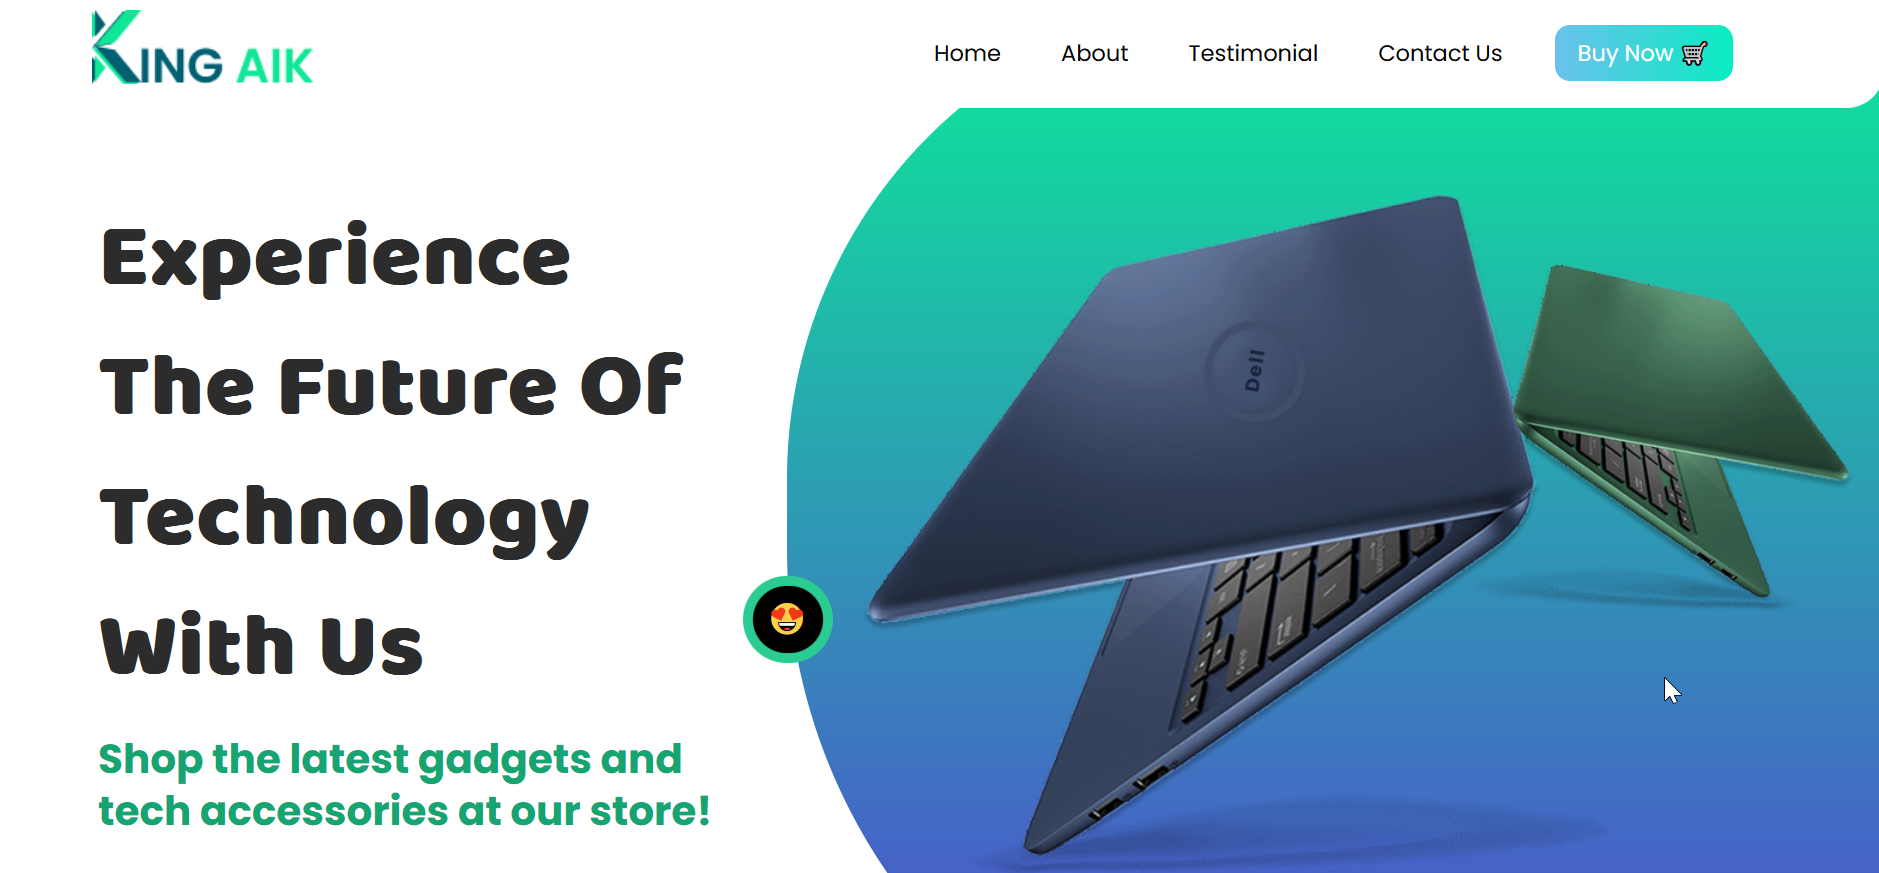 KING AIK
Home
About
Testimonial
Contact Us
Buy Now
Experience
The Future Of
Technology
With Us
Shop the latest gadgets and
tech accessories at our store!
Dell